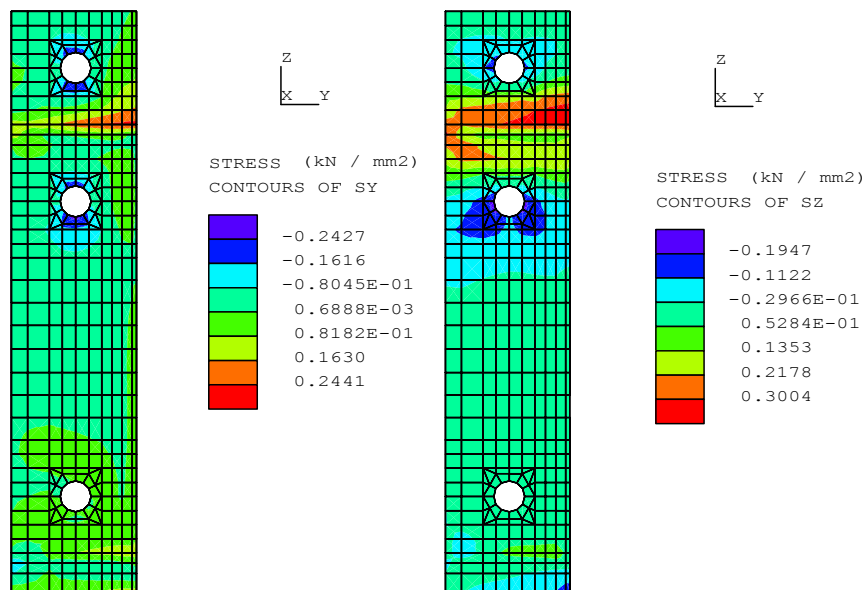 Z
X Y
STRESS (kN / mm2)
CONTOURS OF SY
-0.2427
-0.1616
-0.8045E-01
0.6888E-03
0.8182E-01
0.1630
0.2441
Z
X Y
STRESS (kN / mm2)
CONTOURS OF SZ
-0.1947
-0.1122
-0.2966E-01
0.5284E-01
0.1353
0.2178
0.3004